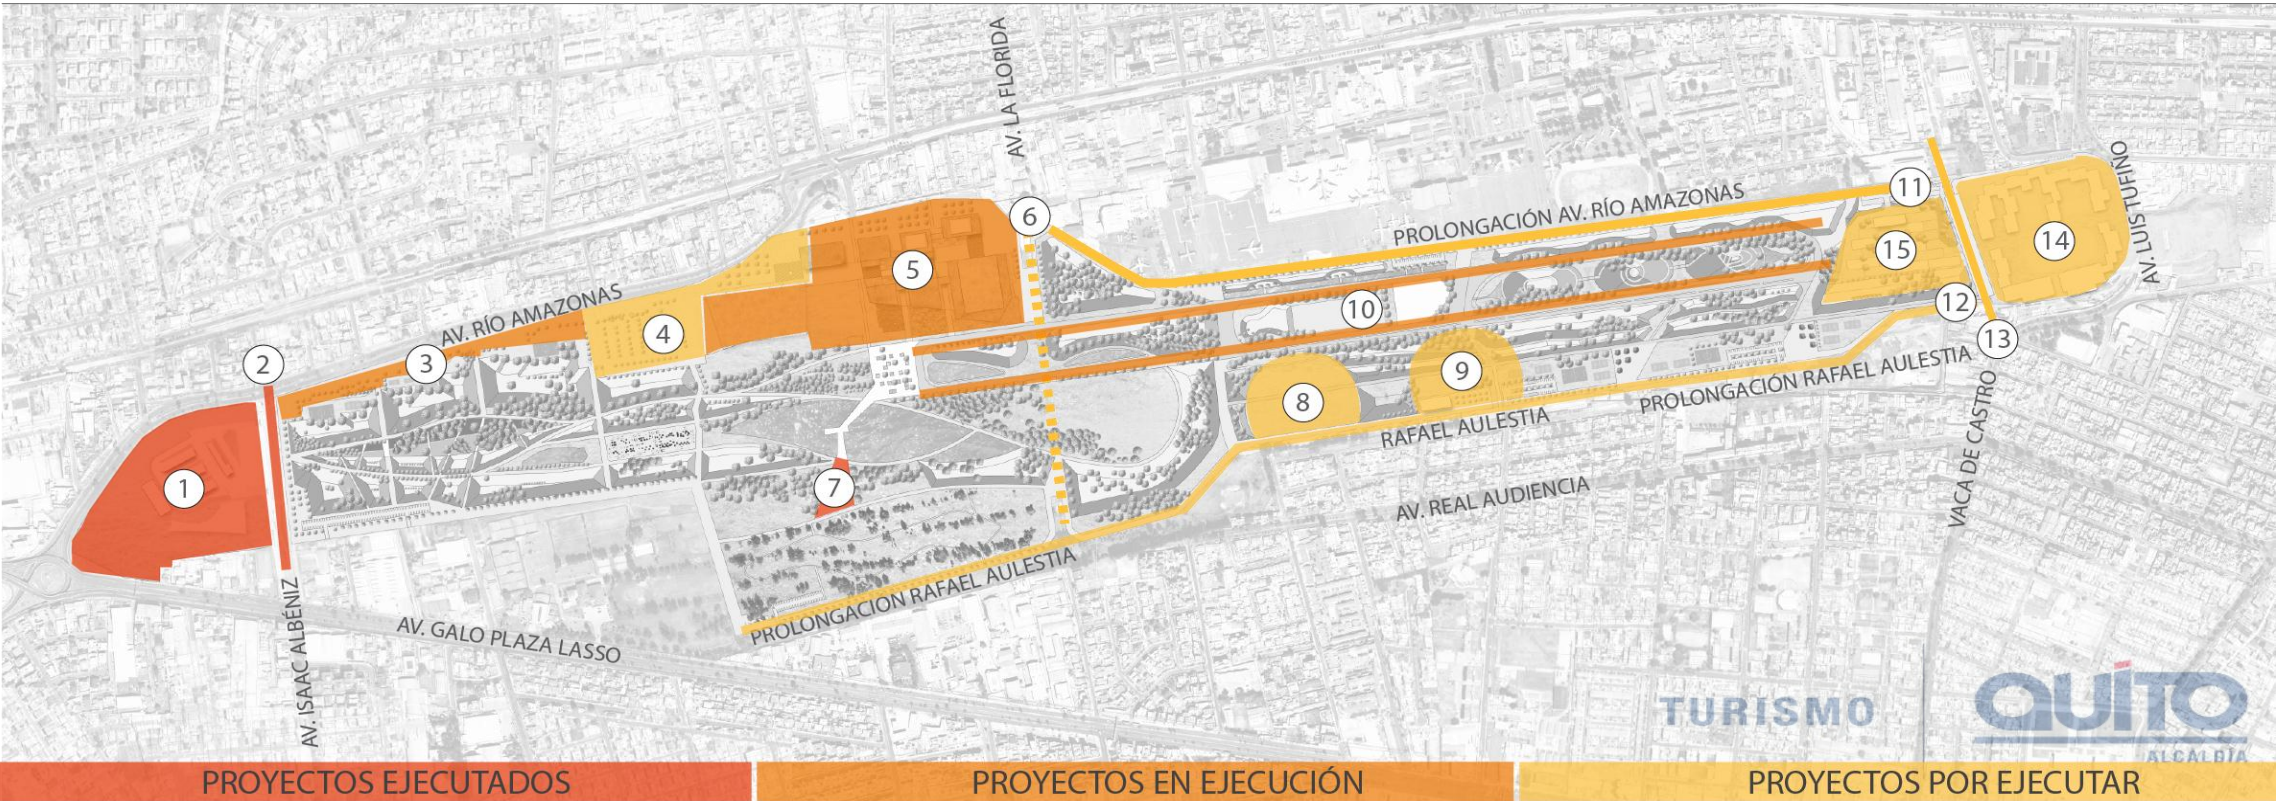 AV. LA FLORIDA
AV. LUIS TUFIÑO
6
11
PROLONGACIÓN AV. RÍO AMAZONAS
15
14
5
AV. RÍO AMAZONAS
10
12
4
13
2
3
9
8
PROLONGACIÓN RAFAEL AULESTIA
RAFAEL AULESTIA
1
7
AV. REAL AUDIENCIA
VACA DE CASTRO
PROLONGACIÓN RAFAEL AULESTIA
AV. GALO PLAZA LASSO
AV. ISAAC ALBÉNIZ
TURISMO
QUITO
ALCALDÍA
PROYECTOS EJECUTADOS
PROYECTOS EN EJECUCIÓN
PROYECTOS POR EJECUTAR